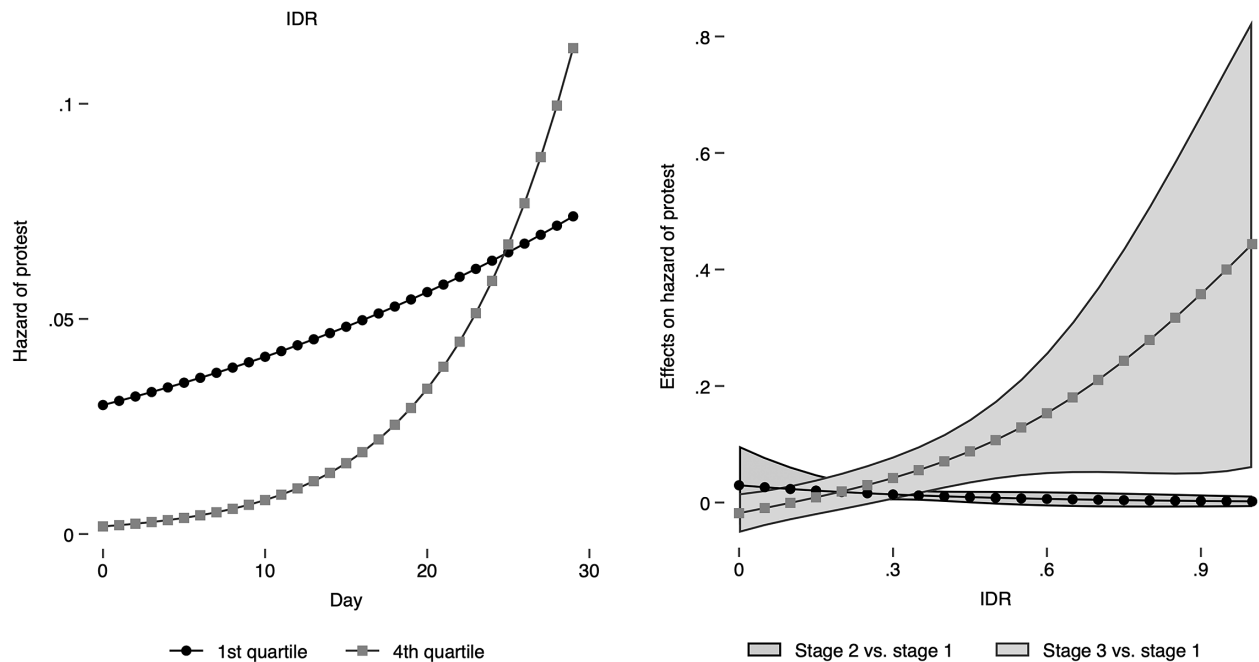 IDR
.1
.05
0
0 10 20 30
Hazard of protest
Day
1st quartile 4th quartile
.8
.6
.4
.2
0
0 .3 .6 .9
Effects on hazard of protest
IDR
Stage 2 vs. stage 1 Stage 3 vs. stage 1